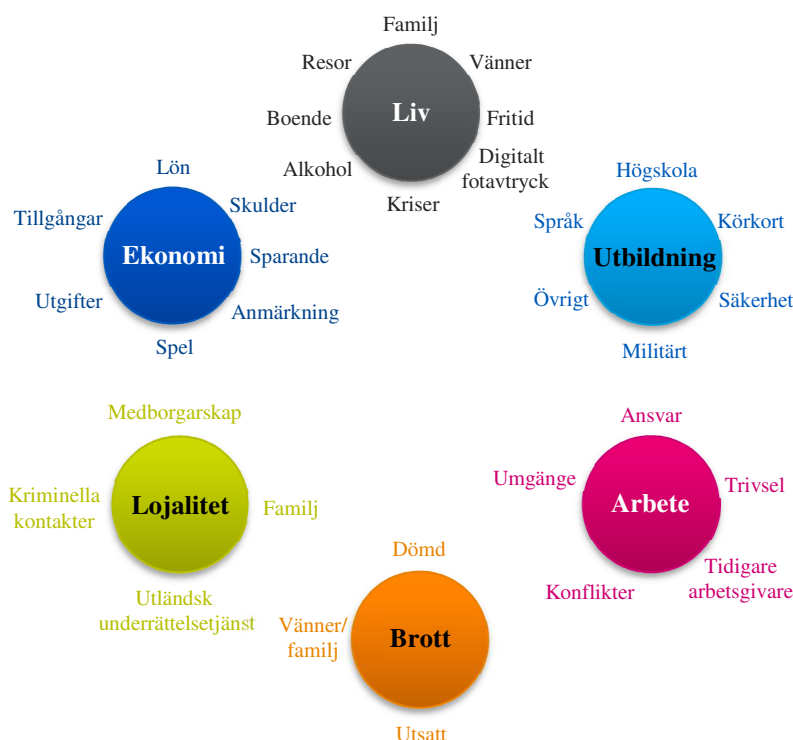 Familj
Resor
Vänner
Boende
Liv
Fritid
Alkohol
Digitalt
fotavtryck
Kriser
Lön
Tillgångar
Skulder
Ekonomi
Sparande
Utgifter
Anmärkning
Spel
Högskola
Språk
Körkort
Utbildning
Övrigt
Säkerhet
Militärt
Medborgarskap
Kriminella
kontakter
Lojalitet
Familj
Utländsk
underrättelsetjänst
Dömd
Vänner/
familj
Brott
Utsatt
Ansvar
Umgänge
Trivsel
Arbete
Konflikter
Tidigare
arbetsgivare